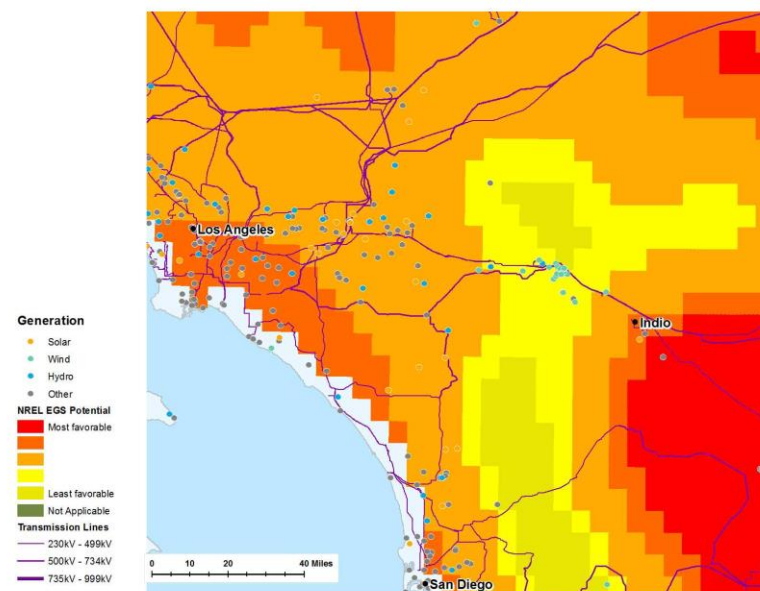 Los Angeles
Indio
San Diego
Generation
Solar
Wind
Hydro
Other
NREL EGS Potential
Most favorable
Least favorable
Not Applicable
Transmission Lines
230kV - 499kV
500kV - 734kV
735kV - 999kV
0 10 20 40 Miles